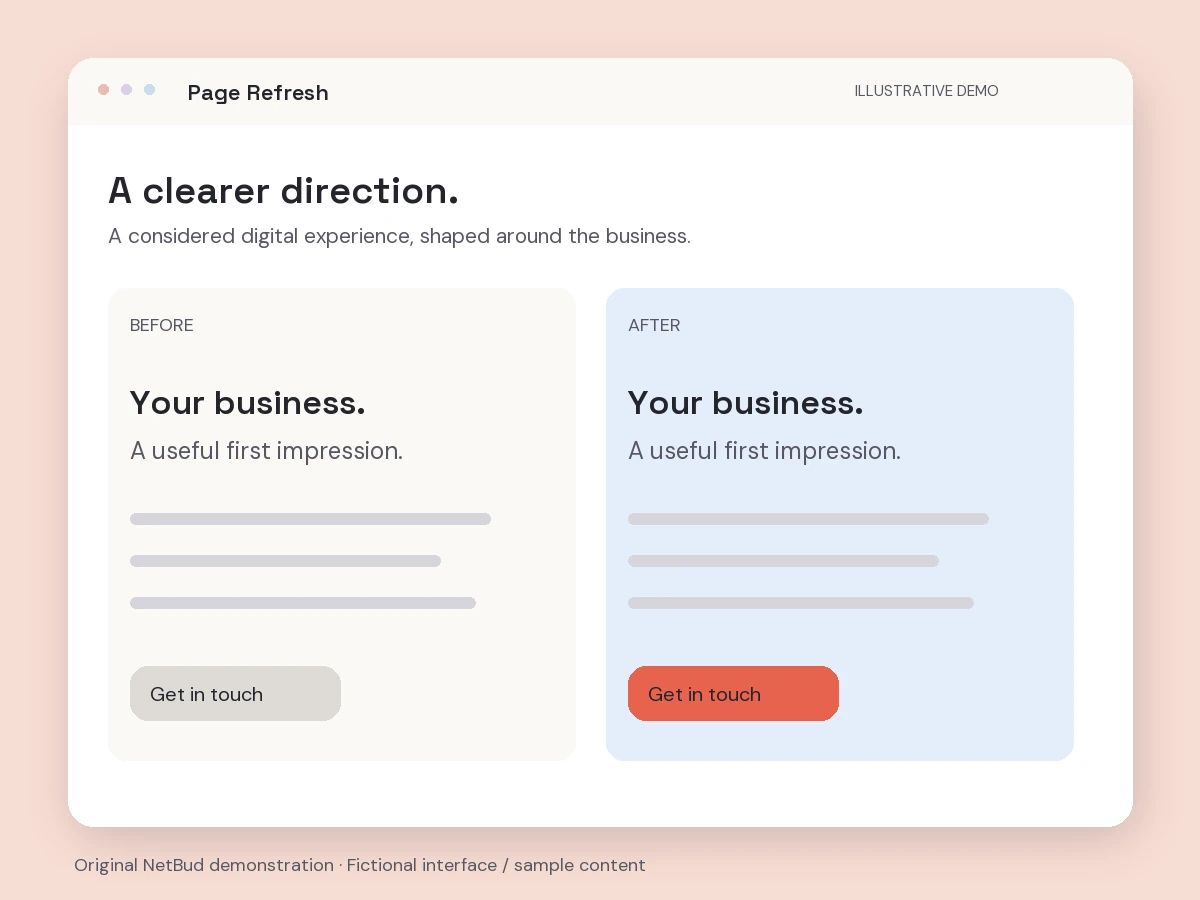 Page Refresh
ILLUSTRATIVE DEMO
A clearer direction.
A considered digital experience, shaped around the business.
BEFORE
Your business.
A useful first impression.
Get in touch
AFTER
Your business.
A useful first impression.
Get in touch
Original NetBud demonstration · Fictional interface / sample content